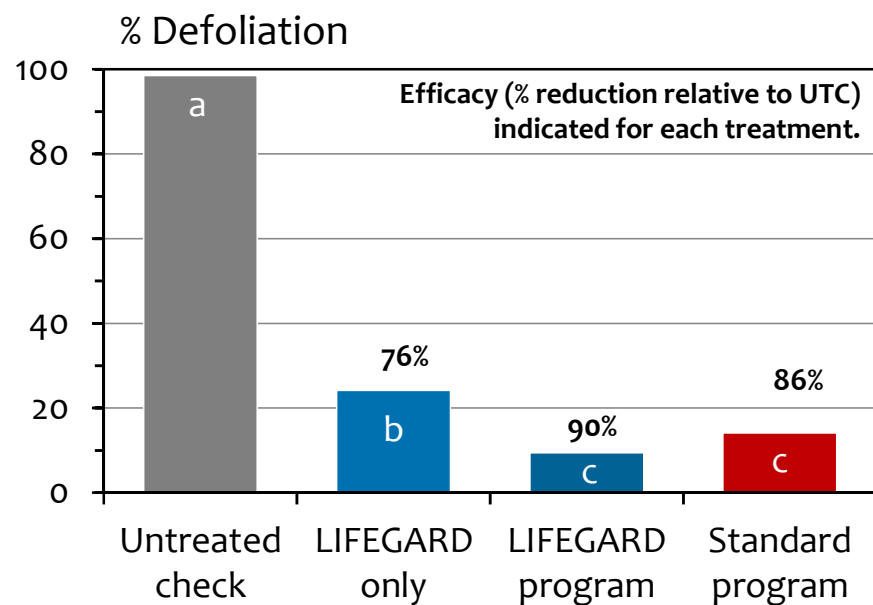 % Defoliation
100
80
60
40
20
0
Efficacy (% reduction relative to UTC)
indicated for each treatment.
a
76%
b
90%
c
86%
c
Untreated
check
LIFEGARD
only
LIFEGARD
program
Standard
program